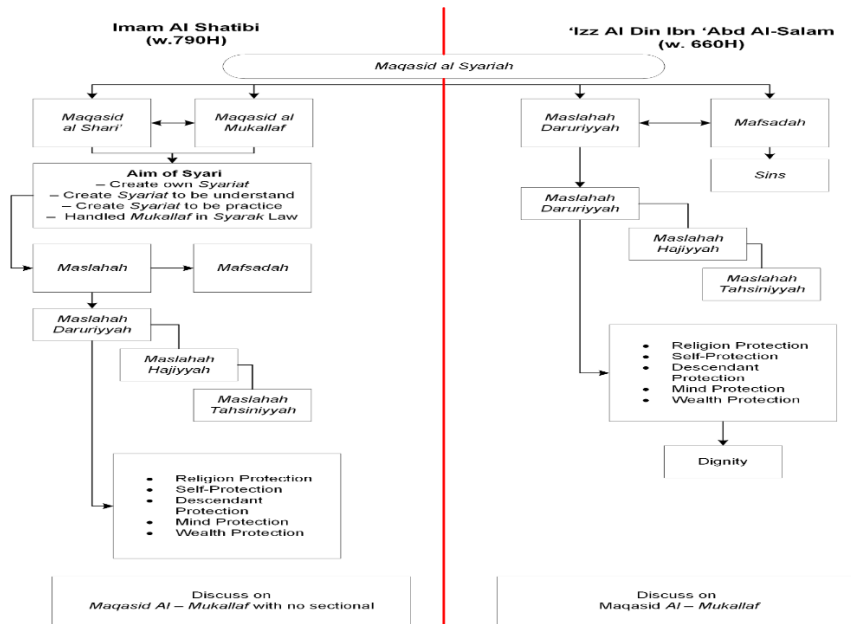 Imam Al Shatibi
(w.790H)
'Izz Al Din Ibn 'Abd Al-Salam
(w. 660H)
Maqasid al Syariah
Maqasid
al Shari'
Maqasid al
Mukallaf
Aim of Syari
– Create own Syariat
– Create Syariat to be understand
– Create Syariat to be practice
– Handled Mukallaf in Syarak Law
Maslahah
Mafsadah
Maslahah
Daruriyyah
Maslahah
Hajiyyah
Maslahah
Tahsiniyyah
• Religion Protection
• Self-Protection
• Descendant
Protection
• Mind Protection
• Wealth Protection
Discuss on
Maqasid Al – Mukallaf with no sectional
Maslahah
Daruriyyah
Mafsadah
Sins
Maslahah
Daruriyyah
Maslahah
Hajiyyah
Maslahah
Tahsiniyyah
• Religion Protection
• Self-Protection
• Descendant
Protection
• Mind Protection
• Wealth Protection
Dignity
Discuss on
Maqasid Al – Mukallaf